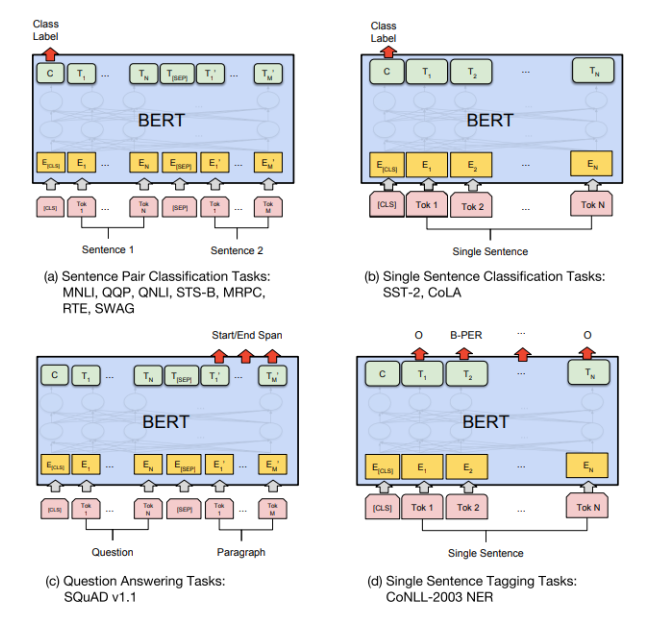 Class
Label
C T1 ... TN T[SEP] T1' ... TM'
BERT
E[CLS] E1 ... EN E[SEP] E1' ... EM'
[CLS] Tok 1 ... Tok N [SEP] Tok 1 ... Tok M
Sentence 1 Sentence 2
(a) Sentence Pair Classification Tasks:
MNLI, QQP, QNLI, STS-B, MRPC,
RTE, SWAG
Class
Label
C T1 T2 ... TN
BERT
E[CLS] E1 E2 ... EN
[CLS] Tok 1 Tok 2 ... Tok N
Single Sentence
(b) Single Sentence Classification Tasks:
SST-2, CoLA
Start/End Span
C T1 ... TN T[SEP] T1' ... TM'
BERT
E[CLS] E1 ... EN E[SEP] E1' ... EM'
[CLS] Tok 1 ... Tok N [SEP] Tok 1 ... Tok M
Question Paragraph
(c) Question Answering Tasks:
SQuAD v1.1
O B-PER ... O
C T1 T2 ... TN
BERT
E[CLS] E1 E2 ... EN
[CLS] Tok 1 Tok 2 ... Tok N
Single Sentence
(d) Single Sentence Tagging Tasks:
CoNLL-2003 NER